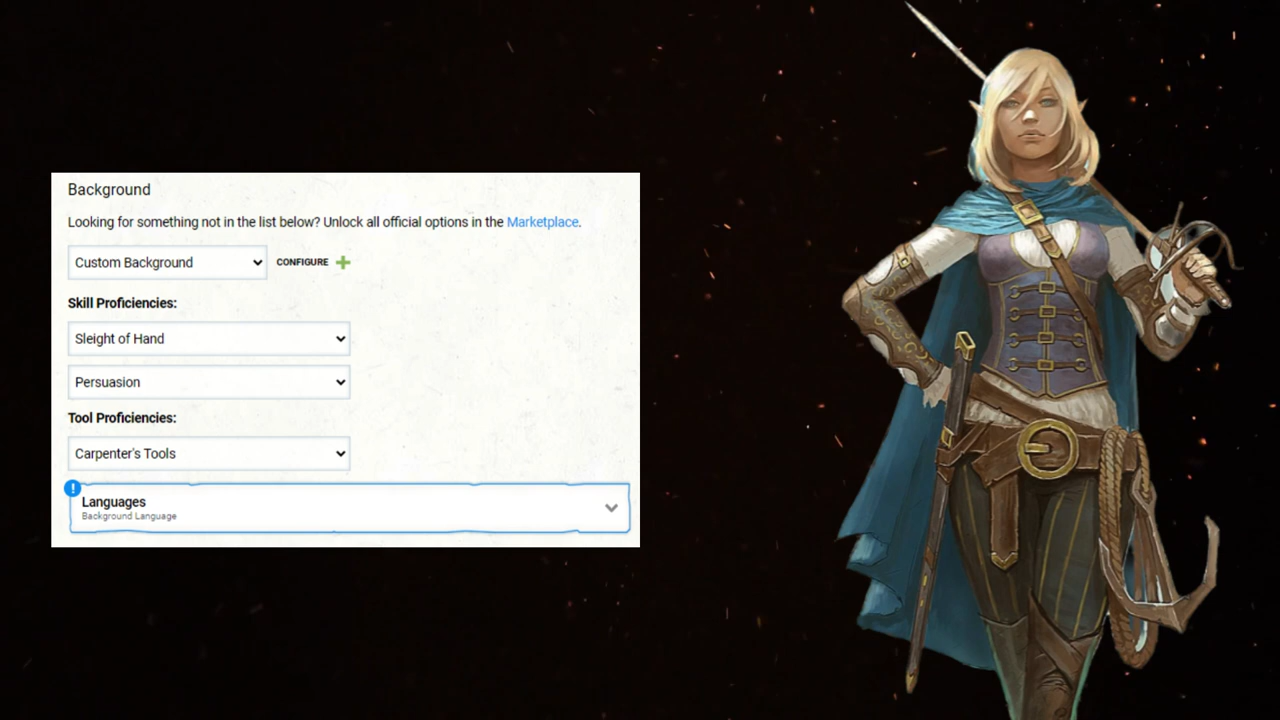 Background
Looking for something not in the list below? Unlock all official options in the Marketplace.
Custom Background
CONFIGURE
Skill Proficiencies:
Sleight of Hand
Persuasion
Tool Proficiencies:
Carpenter's Tools
!
Languages
Background Language